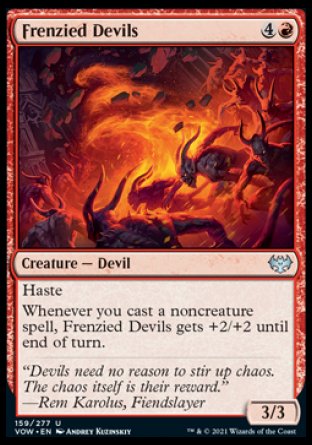 Frenzied Devils 4
Creature — Devil
Haste
Whenever you cast a noncreature
spell, Frenzied Devils gets +2/+2 until
end of turn.
“Devils need no reason to stir up chaos.
The chaos itself is their reward.”
—Rem Karolus, Fiendslayer
3/3
159/277 U
VOW • EN Andrey Kuzinskiy ™ & © 2021 Wizards of the Coast